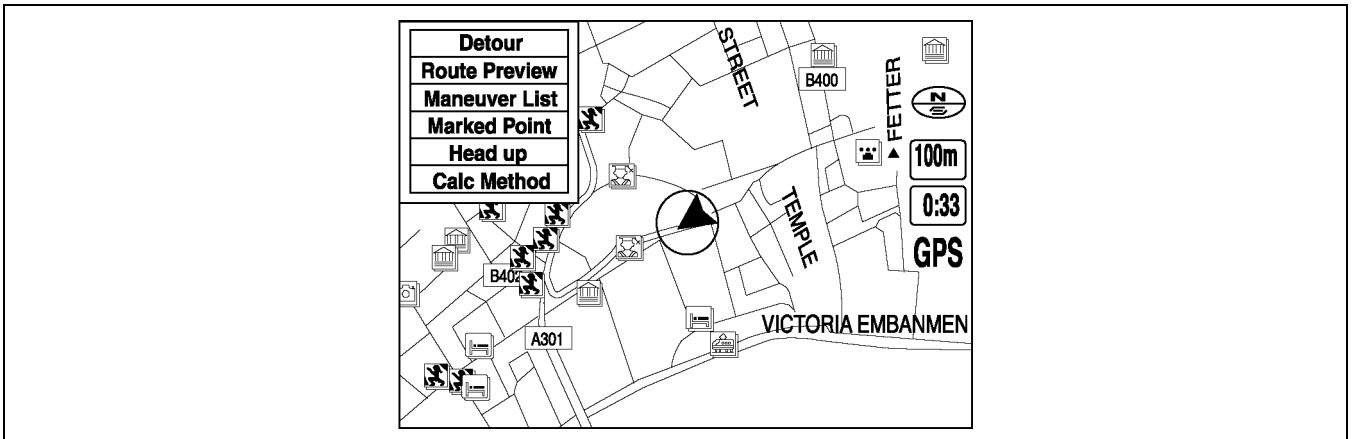 Detour
Route Preview
Maneuver List
Marked Point
Head up
Calc Method
STREET
B400
FETTER
N
S
100m
0:33
GPS
TEMPLE
B402
A301
VICTORIA EMBANMEN